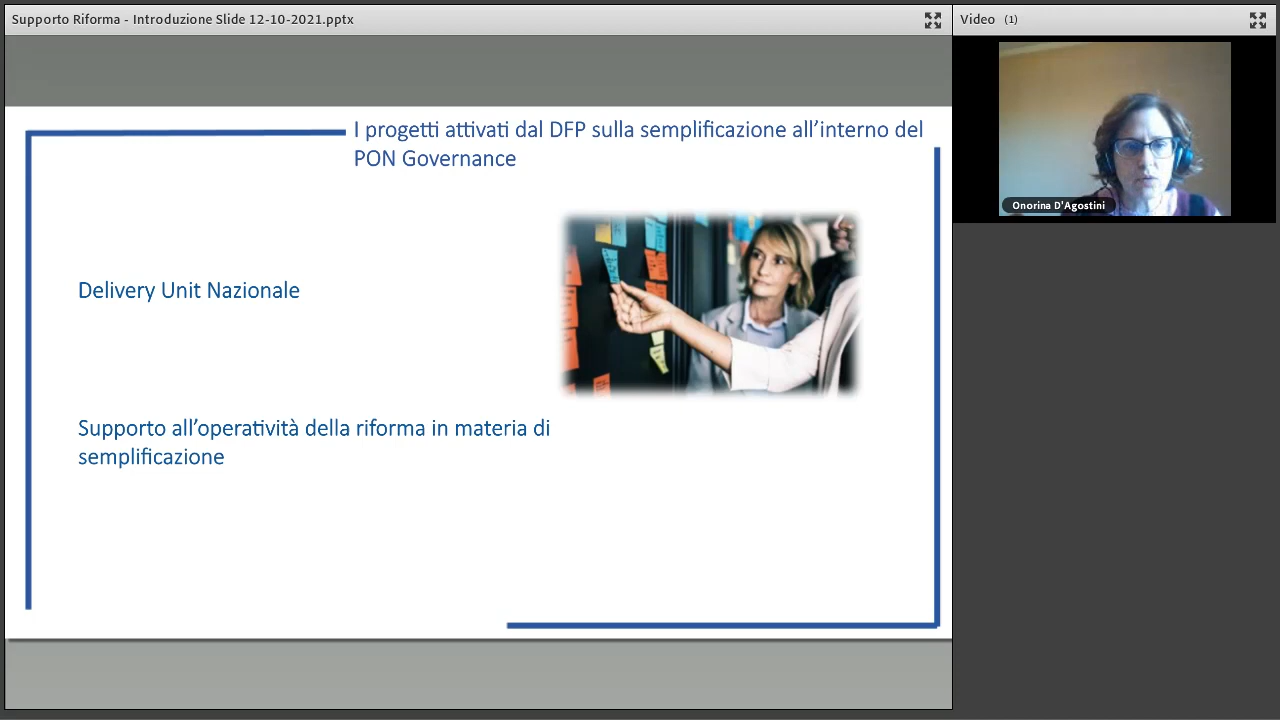 Supporto Riforma - Introduzione Slide 12-10-2021.pptx
Video (1)
I progetti attivati dal DFP sulla semplificazione all’interno del
PON Governance
Delivery Unit Nazionale
Supporto all’operatività della riforma in materia di
semplificazione
Onorina D'Agostini